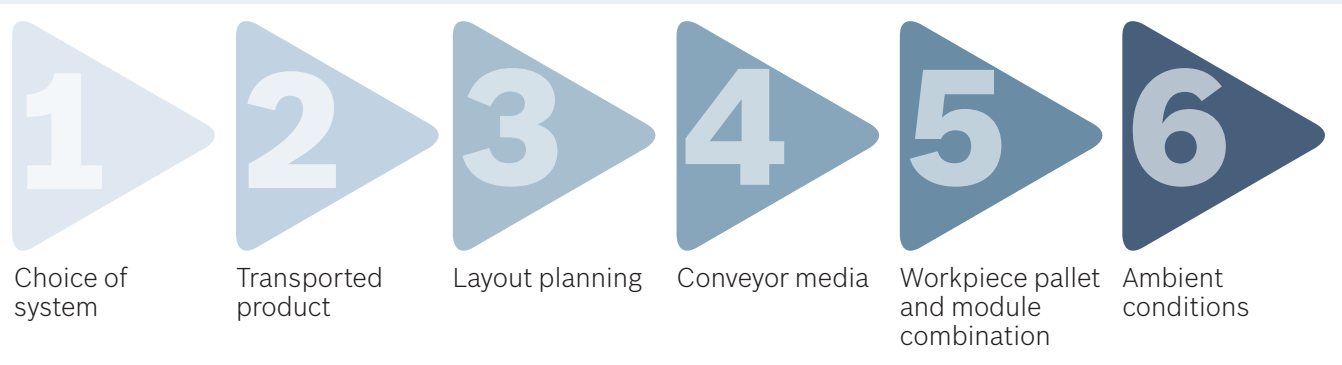 1
Choice of
system
2
Transported
product
3
Layout planning
4
Conveyor media
5
Workpiece pallet
and module
combination
6
Ambient
conditions